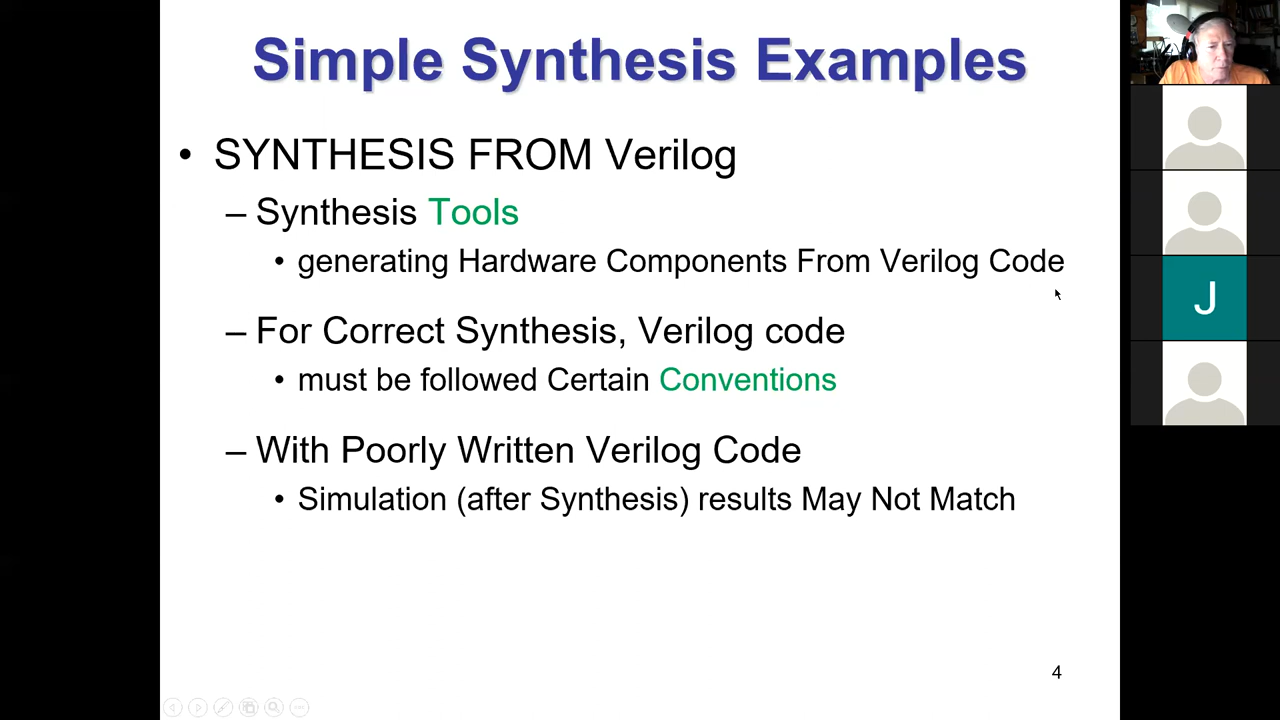 Simple Synthesis Examples
• SYNTHESIS FROM Verilog
– Synthesis Tools
• generating Hardware Components From Verilog Code
– For Correct Synthesis, Verilog code
• must be followed Certain Conventions
– With Poorly Written Verilog Code
• Simulation (after Synthesis) results May Not Match
4
J